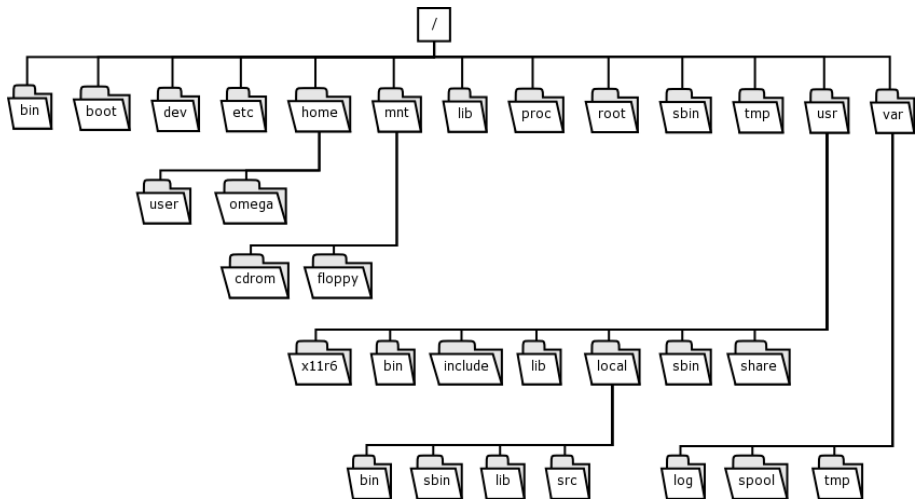 /
bin boot dev etc home mnt lib proc root sbin tmp usr var
user omega
cdrom floppy
x11r6 bin include lib local sbin share
bin sbin lib src log spool tmp